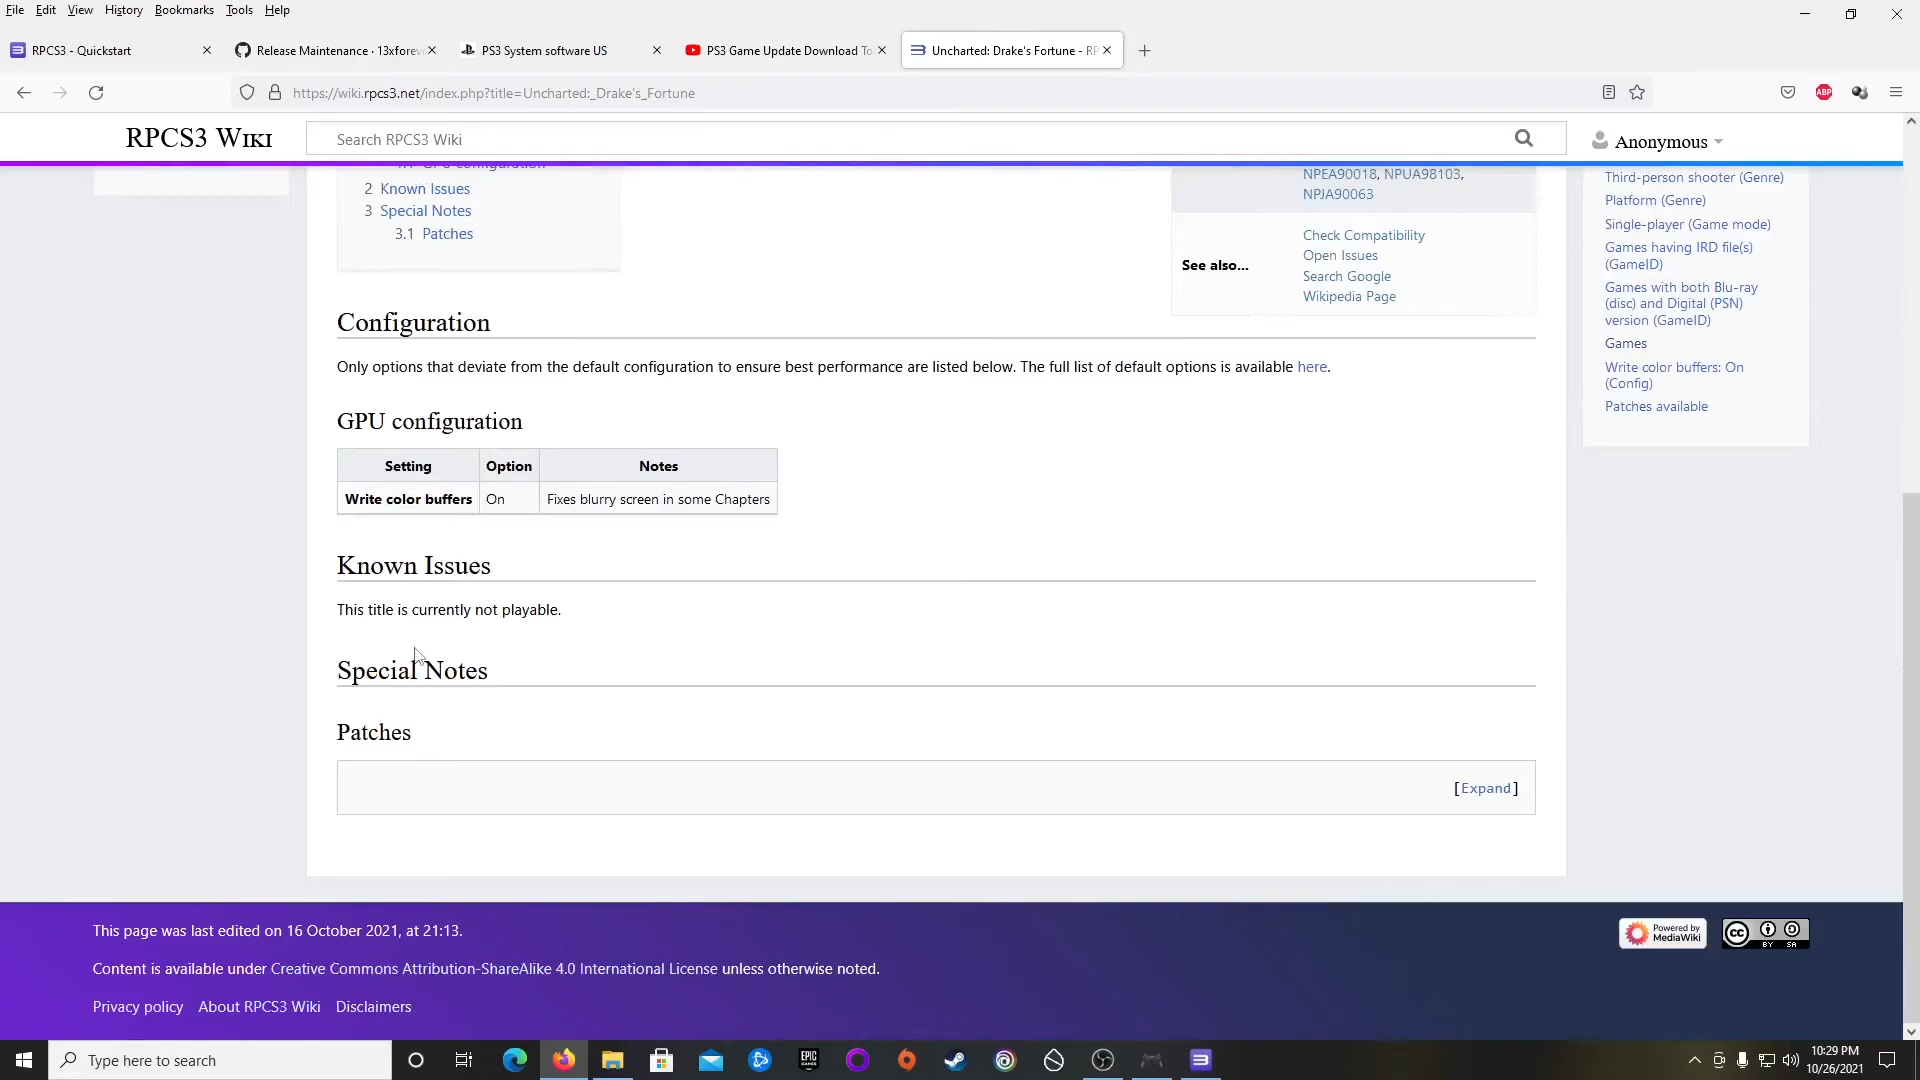 File Edit View History Bookmarks Tools Help
RPCS3 - Quickstart
Release Maintenance · 13xforev
PS3 System software US
PS3 Game Update Download To
Uncharted: Drake's Fortune - RP
https://wiki.rpcs3.net/index.php?title=Uncharted:_Drake's_Fortune
ABP
RPCS3 Wiki
Search RPCS3 Wiki
Anonymous
1.1 GPU configuration
2 Known Issues
3 Special Notes
3.1 Patches
NPEA90018, NPUA98103,
NPJA90063
See also...
Check Compatibility
Open Issues
Search Google
Wikipedia Page
Third-person shooter (Genre)
Platform (Genre)
Single-player (Game mode)
Games having IRD file(s)
(GameID)
Games with both Blu-ray
(disc) and Digital (PSN)
version (GameID)
Games
Write color buffers: On
(Config)
Patches available
Configuration
Only options that deviate from the default configuration to ensure best performance are listed below. The full list of default options is available here.
GPU configuration
Setting Option Notes
Write color buffers On Fixes blurry screen in some Chapters
Known Issues
This title is currently not playable.
Special Notes
Patches
[Expand]
This page was last edited on 16 October 2021, at 21:13.
Content is available under Creative Commons Attribution-ShareAlike 4.0 International License unless otherwise noted.
Privacy policy About RPCS3 Wiki Disclaimers
Powered by
MediaWiki
cc BY SA
Type here to search
EPIC
GAMES
10:29 PM
10/26/2021